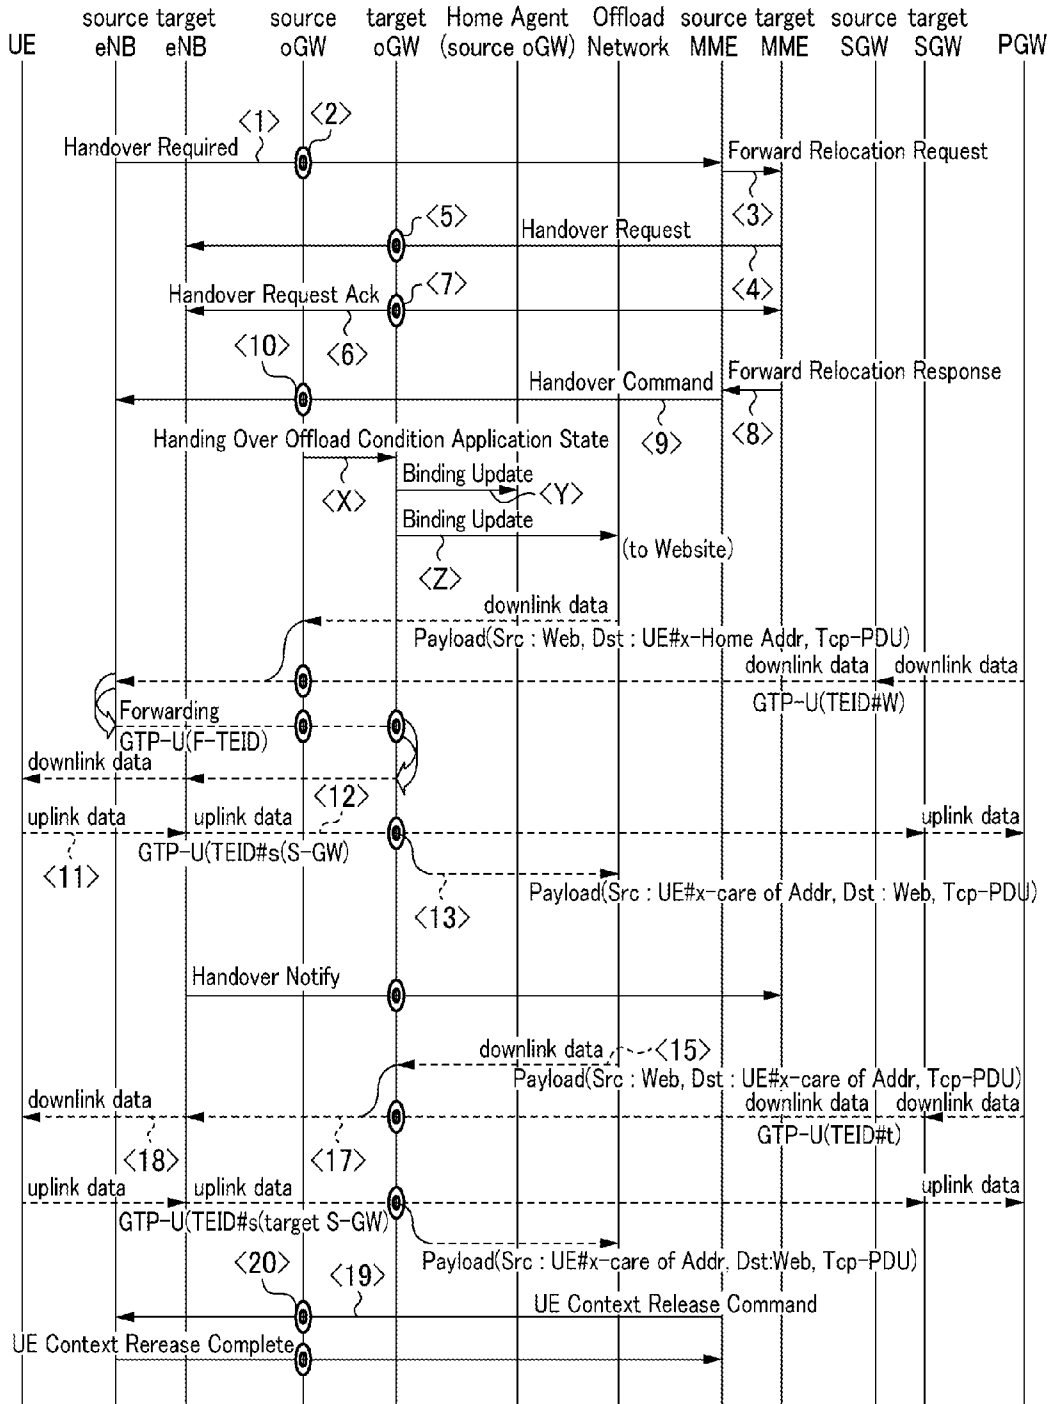 source target source target Home Agent Offload source target source target
UE eNB eNB oGW oGW (source oGW) Network MME MME SGW SGW PGW
<1> <2>
Handover Required
Forward Relocation Request
<3>
<5>
Handover Request
<4>
<7>
Handover Request Ack
<6>
<10>
Forward Relocation Response
Handover Command
<8>
<9>
Handing Over Offload Condition Application State
<X>
Binding Update
<Y>
Binding Update
<Z>
(to Website)
downlink data
Payload(Src : Web, Dst : UE#x-Home Addr, Tcp-PDU)
downlink data downlink data
GTP-U(TEID#W)
Forwarding
GTP-U(F-TEID)
downlink data
<12>
uplink data uplink data uplink data
GTP-U(TEID#s(S-GW)
<11>
<13>
Payload(Src : UE#x-care of Addr, Dst : Web, Tcp-PDU)
Handover Notify
downlink data <15>
Payload(Src : Web, Dst : UE#x-care of Addr, Tcp-PDU)
downlink data downlink data downlink data
GTP-U(TEID#t)
<18> <17>
uplink data uplink data uplink data
GTP-U(TEID#s(target S-GW)
Payload(Src : UE#x-care of Addr, Dst:Web, Tcp-PDU)
<20> <19>
UE Context Release Command
UE Context Rerease Complete